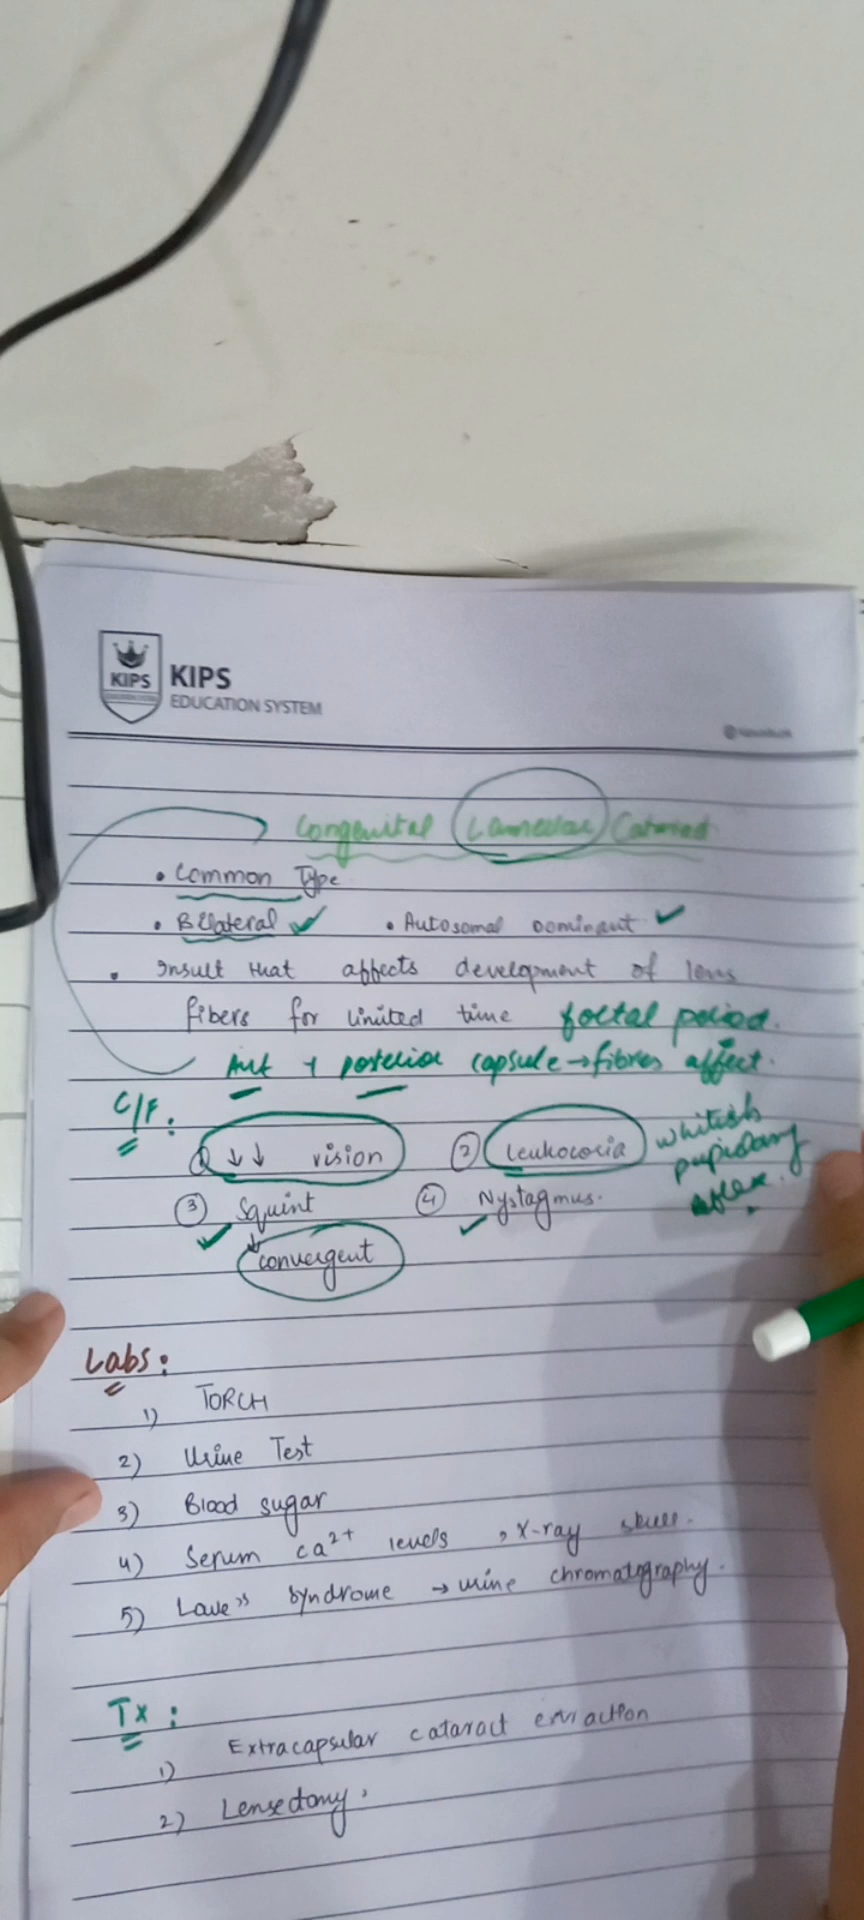 KIPS
KIPS
EDUCATION SYSTEM
Congenital Lamellar Cataract
• Common Type
• Bilateral ✓ • Autosomal Dominant ✓
• Insult that affects development of lens
fibers for limited time foetal period.
Ant + posterior capsule → fibres affect.
C/F:
① ↓↓ vision ② Leukocoria whitish
pupillary
reflex.
③ Squint ④ Nystagmus.
↓
convergent
Labs:
1) TORCH
2) Urine Test
3) Blood sugar
4) Serum Ca2+ levels, X-ray skull.
5) Lowe's syndrome → urine chromatography.
Tx:
1) Extracapsular cataract extraction
2) Lensectomy.